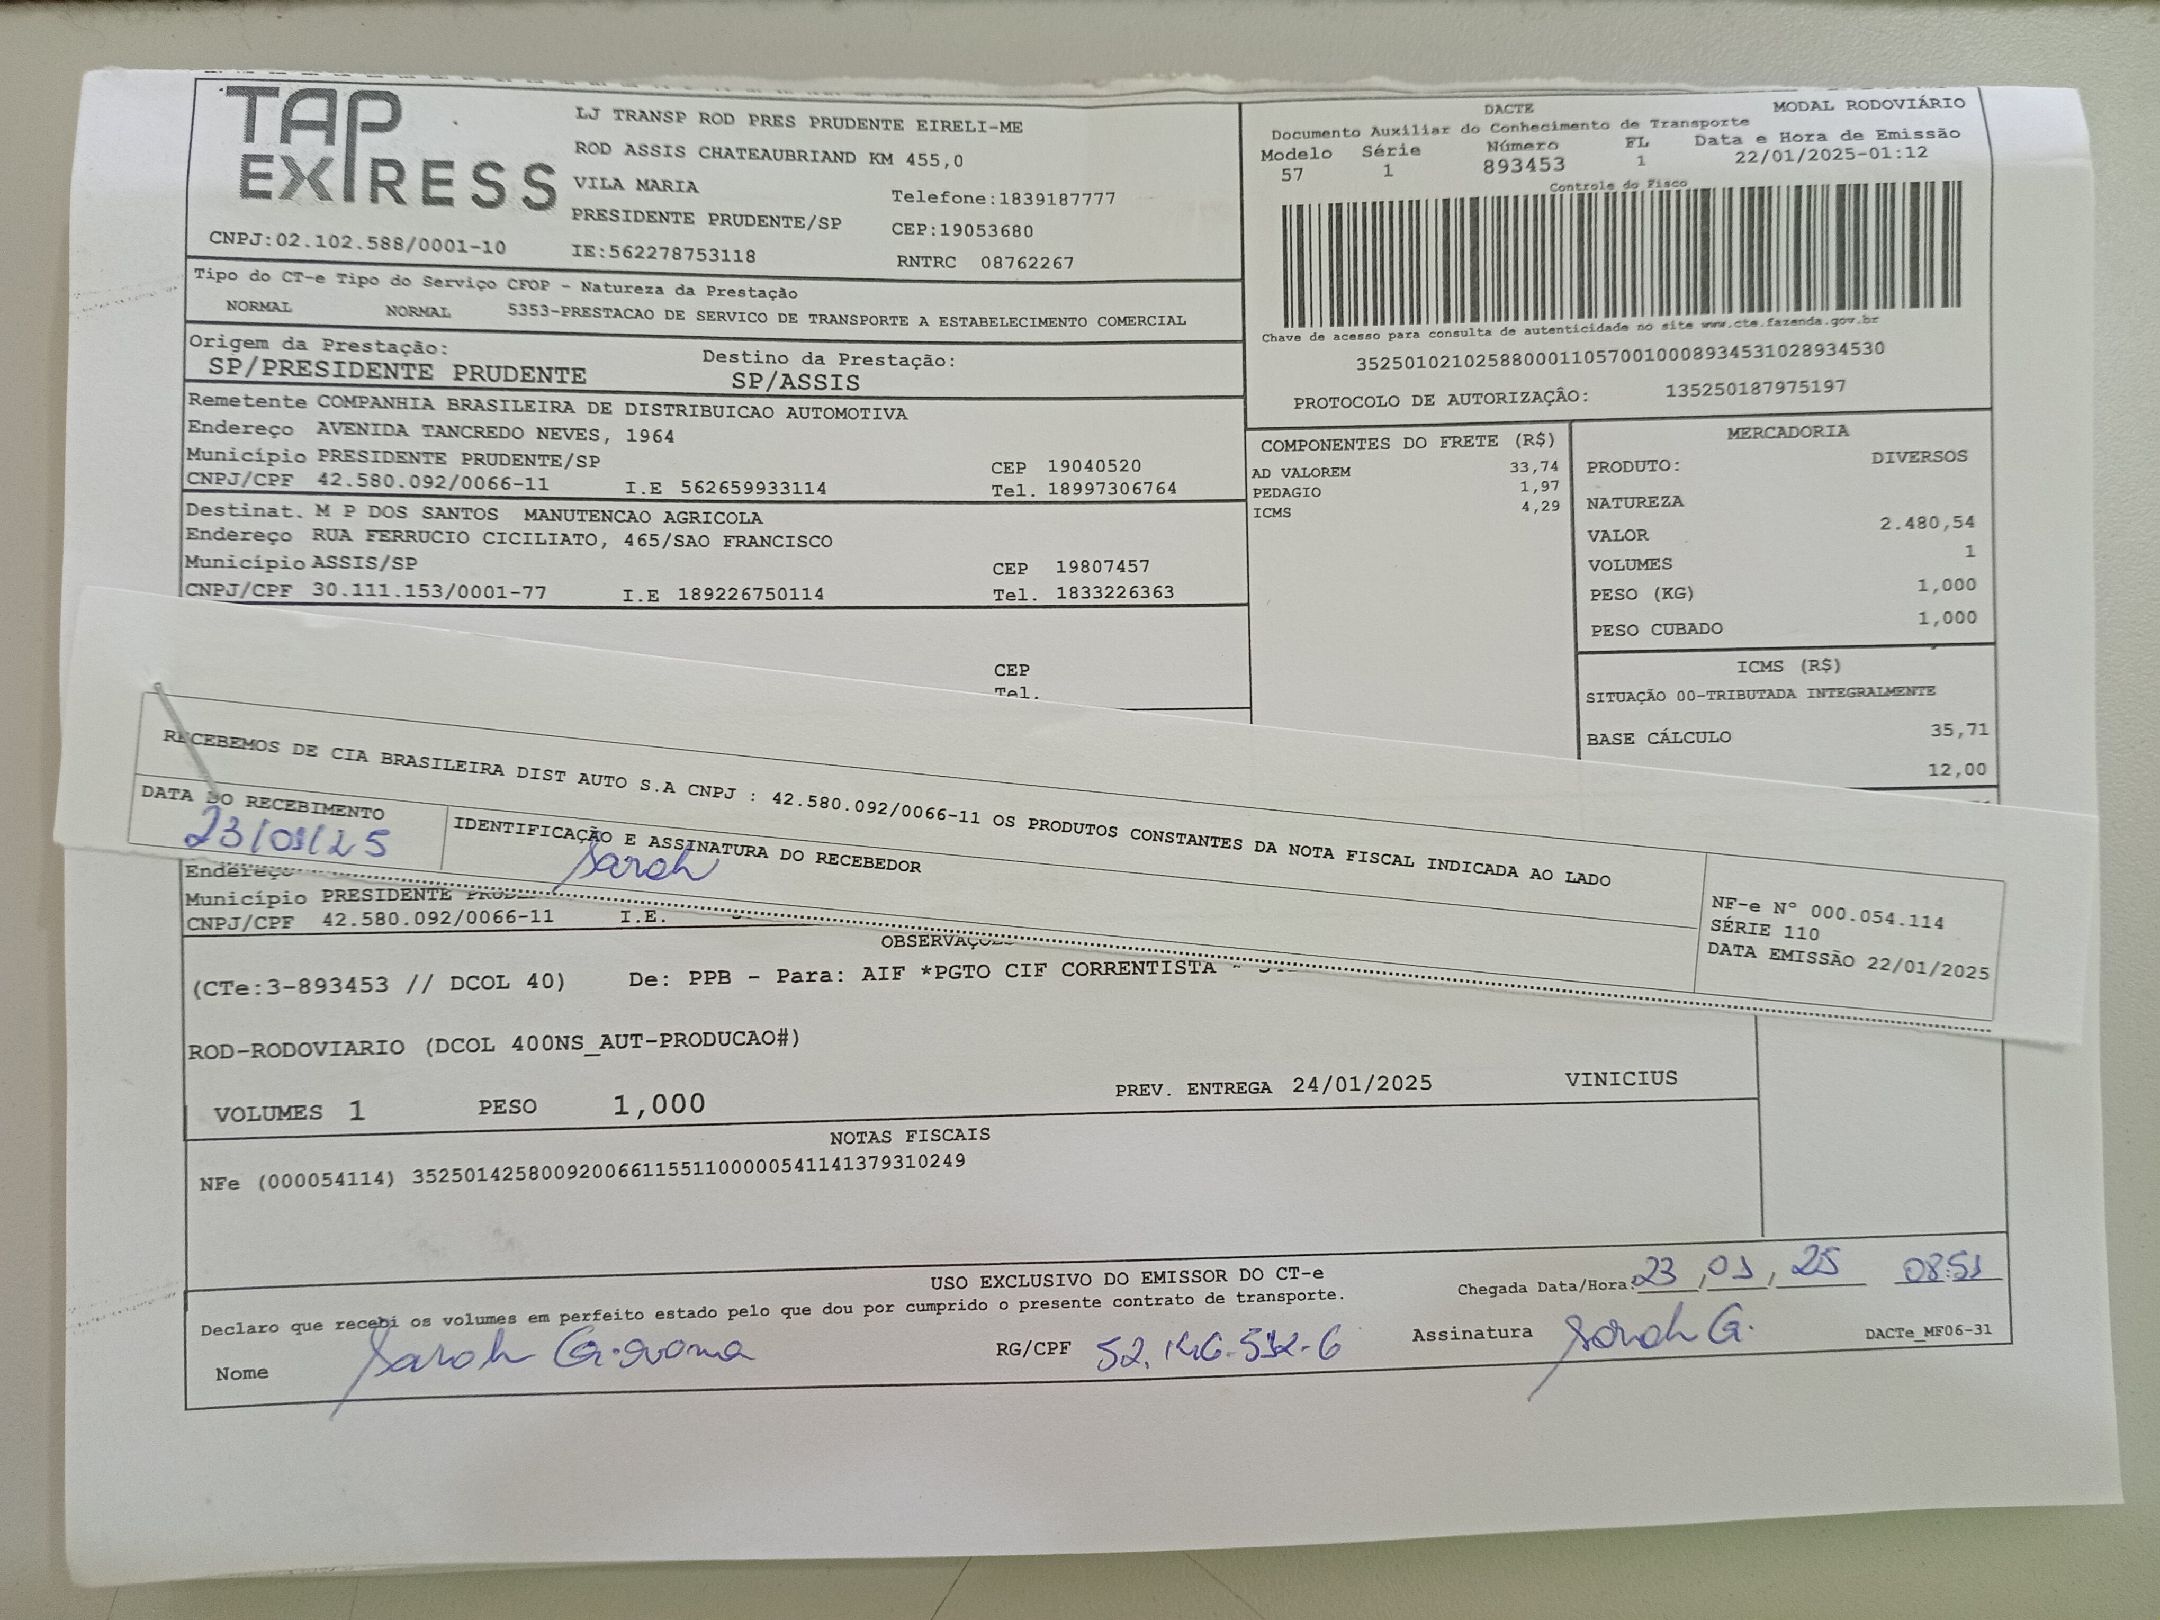 TAP EXPRESS
CNPJ:02.102.588/0001-10
LJ TRANSP ROD PRES PRUDENTE EIRELI-ME
ROD ASSIS CHATEAUBRIAND KM 455,0
VILA MARIA
Telefone:1839187777
PRESIDENTE PRUDENTE/SP
CEP:19053680
IE:562278753118
RNTRC 08762267
DACTE
MODAL RODOVIÁRIO
Documento Auxiliar do Conhecimento de Transporte
Modelo Série Número FL Data e Hora de Emissão
57 1 893453 1 22/01/2025-01:12
Controle do Fisco
Chave de acesso para consulta de autenticidade no site www.cte.fazenda.gov.br
35250102102588000110570010008934531028934530
PROTOCOLO DE AUTORIZAÇÂO: 135250187975197
Tipo do CT-e Tipo do Serviço CFOP - Natureza da Prestação
NORMAL NORMAL 5353-PRESTACAO DE SERVICO DE TRANSPORTE A ESTABELECIMENTO COMERCIAL
Origem da Prestação: Destino da Prestação:
SP/PRESIDENTE PRUDENTE SP/ASSIS
Remetente COMPANHIA BRASILEIRA DE DISTRIBUICAO AUTOMOTIVA
Endereço AVENIDA TANCREDO NEVES, 1964
Município PRESIDENTE PRUDENTE/SP CEP 19040520
CNPJ/CPF 42.580.092/0066-11 I.E 562659933114 Tel. 18997306764
Destinat. M P DOS SANTOS MANUTENCAO AGRICOLA
Endereço RUA FERRUCIO CICILIATO, 465/SAO FRANCISCO
Município ASSIS/SP CEP 19807457
CNPJ/CPF 30.111.153/0001-77 I.E 189226750114 Tel. 1833226363
CEP
Tel.
COMPONENTES DO FRETE (R$)
AD VALOREM 33,74
PEDAGIO 1,97
ICMS 4,29
MERCADORIA
PRODUTO: DIVERSOS
NATUREZA
VALOR 2.480,54
VOLUMES 1
PESO (KG) 1,000
PESO CUBADO 1,000
ICMS (R$)
SITUAÇÃO 00-TRIBUTADA INTEGRALMENTE
BASE CÁLCULO 35,71
12,00
RECEBEMOS DE CIA BRASILEIRA DIST AUTO S.A CNPJ : 42.580.092/0066-11 OS PRODUTOS CONSTANTES DA NOTA FISCAL INDICADA AO LADO
DATA DO RECEBIMENTO
23/01/25
IDENTIFICAÇÃO E ASSINATURA DO RECEBEDOR
Sarah
NF-e N° 000.054.114
SÉRIE 110
DATA EMISSÃO 22/01/2025
Endereço
Município PRESIDENTE
CNPJ/CPF 42.580.092/0066-11 I.E.
OBSERVAÇÕES
(CTe:3-893453 // DCOL 40) De: PPB - Para: AIF *PGTO CIF CORRENTISTA
ROD-RODOVIARIO (DCOL 400NS_AUT-PRODUCAO#)
VOLUMES 1 PESO 1,000 PREV. ENTREGA 24/01/2025 VINICIUS
NOTAS FISCAIS
NFe (000054114) 35250142580092006611551100000541141379310249
USO EXCLUSIVO DO EMISSOR DO CT-e
Declaro que recebi os volumes em perfeito estado pelo que dou por cumprido o presente contrato de transporte.
Chegada Data/Hora: 23,01,25 08:51
Nome Sarah RG/CPF Assinatura Sarah G.
DACTe_MF06-31